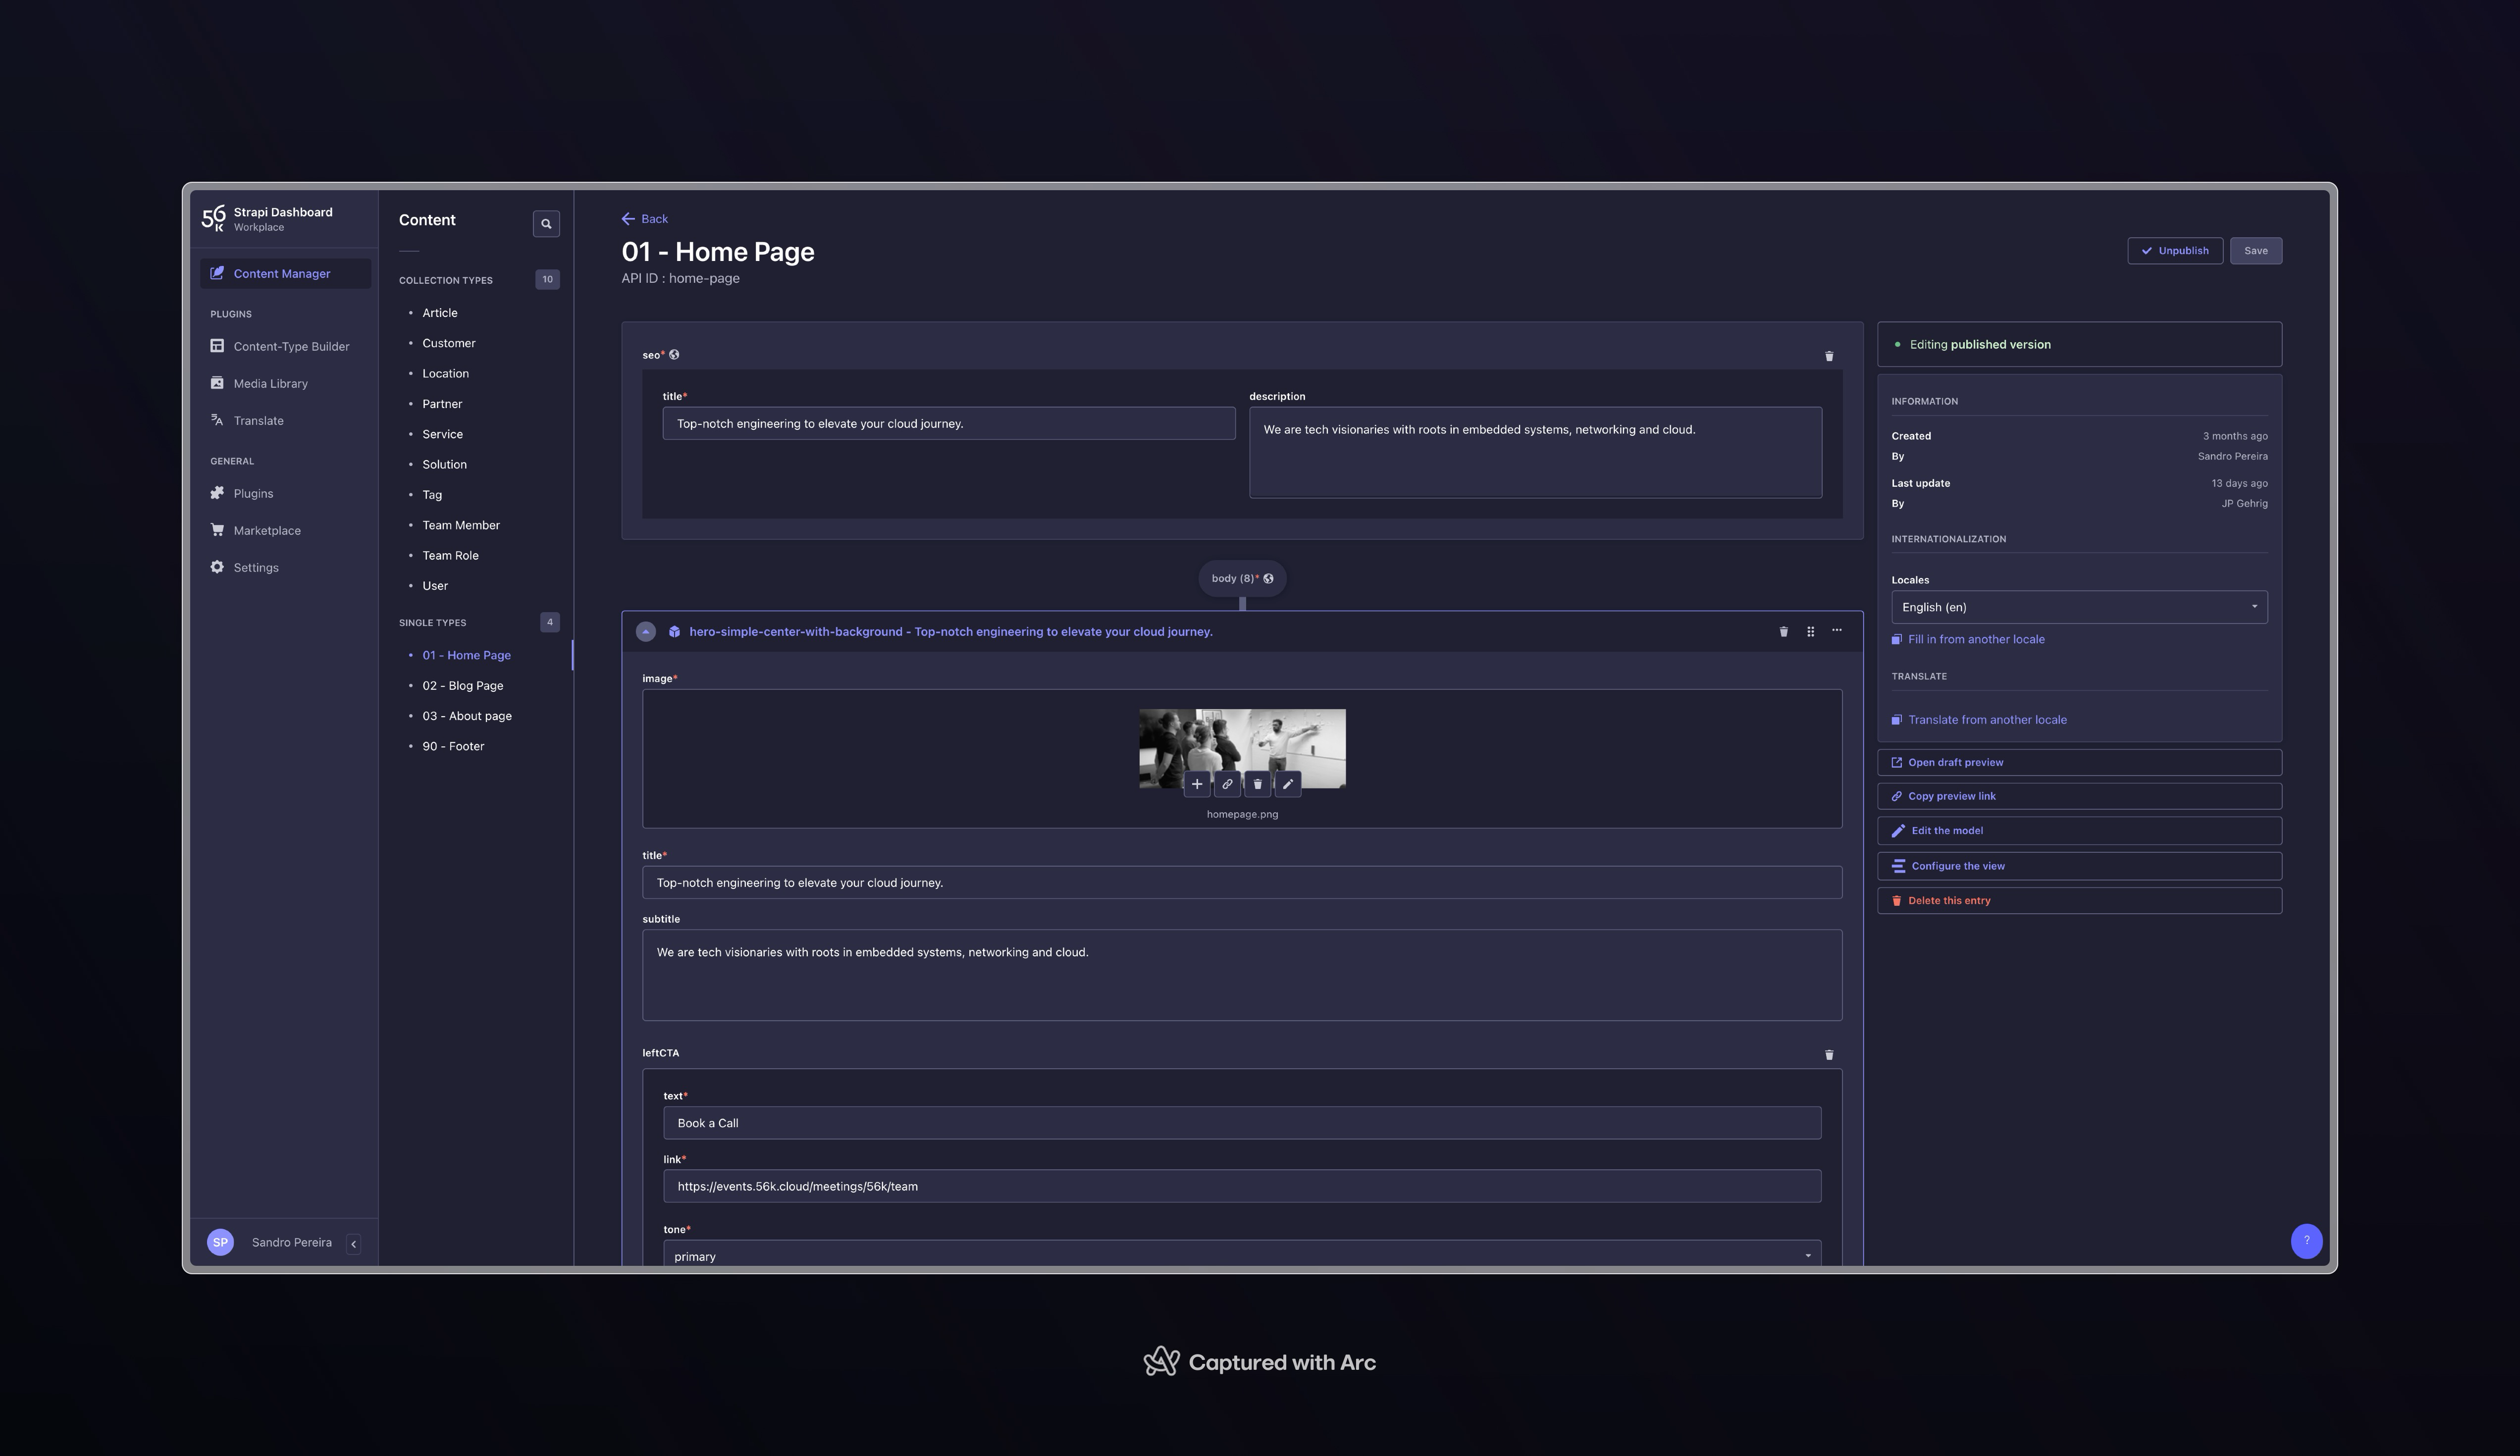 56K
Strapi Dashboard
Workplace
Content Manager
PLUGINS
Content-Type Builder
Media Library
Translate
GENERAL
Plugins
Marketplace
Settings
SP
Sandro Pereira
Content
COLLECTION TYPES 10
Article
Customer
Location
Partner
Service
Solution
Tag
Team Member
Team Role
User
SINGLE TYPES 4
01 - Home Page
02 - Blog Page
03 - About page
90 - Footer
Back
01 - Home Page
API ID : home-page
Unpublish
Save
seo*
title*
Top-notch engineering to elevate your cloud journey.
description
We are tech visionaries with roots in embedded systems, networking and cloud.
body (8)*
hero-simple-center-with-background - Top-notch engineering to elevate your cloud journey.
image*
homepage.png
title*
Top-notch engineering to elevate your cloud journey.
subtitle
We are tech visionaries with roots in embedded systems, networking and cloud.
leftCTA
text*
Book a Call
link*
https://events.56k.cloud/meetings/56k/team
tone*
primary
Editing published version
INFORMATION
Created 3 months ago
By Sandro Pereira
Last update 13 days ago
By JP Gehrig
INTERNATIONALIZATION
Locales
English (en)
Fill in from another locale
TRANSLATE
Translate from another locale
Open draft preview
Copy preview link
Edit the model
Configure the view
Delete this entry
?
Captured with Arc